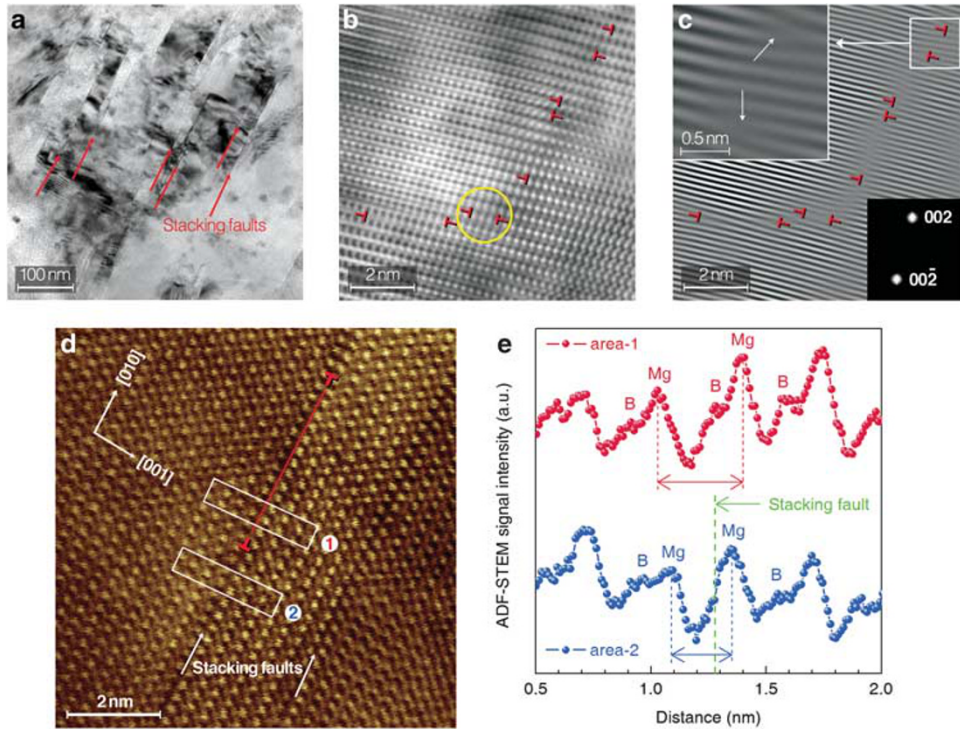 a
Stacking faults
100 nm
b
2 nm
c
0.5 nm
2 nm
002
002̄
d
[010]
[001]
1
2
Stacking faults
2 nm
e
ADF-STEM signal intensity (a.u.)
area-1
Mg
B
Mg
B
B
Stacking fault
Mg
B
Mg
B
area-2
0.5 1.0 1.5 2.0
Distance (nm)